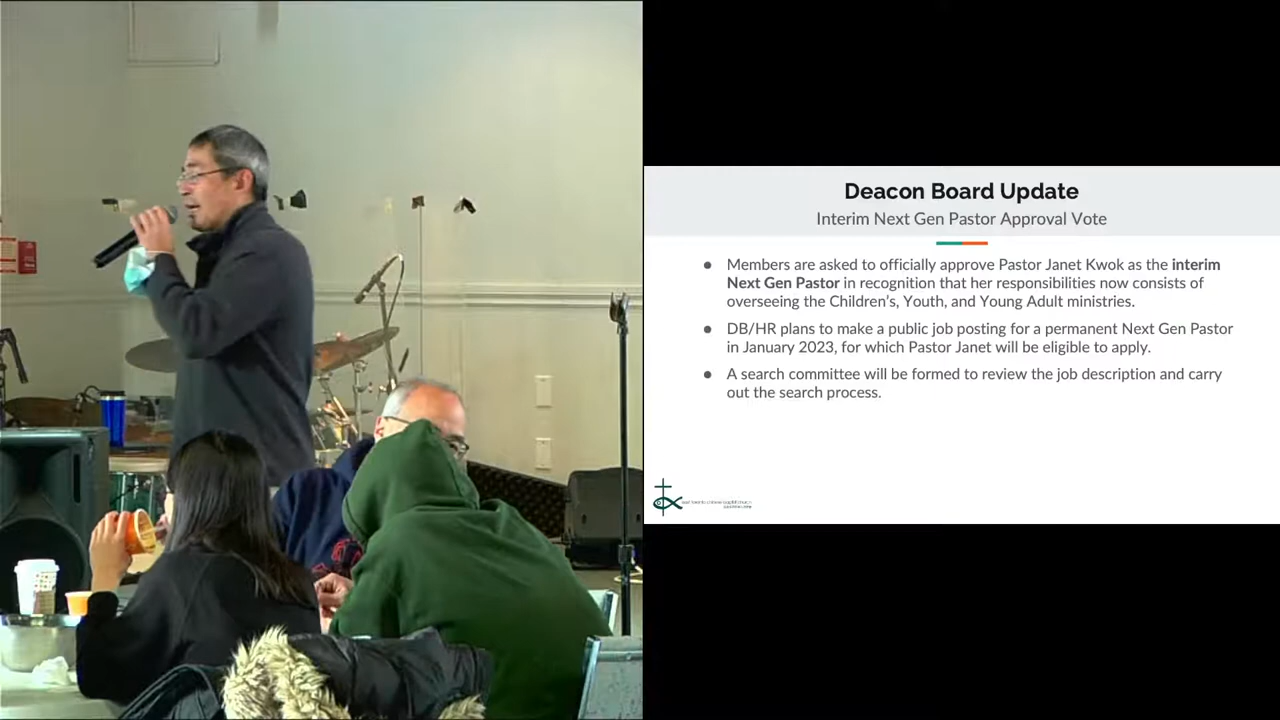 Deacon Board Update
Interim Next Gen Pastor Approval Vote
● Members are asked to officially approve Pastor Janet Kwok as the interim
Next Gen Pastor in recognition that her responsibilities now consists of
overseeing the Children's, Youth, and Young Adult ministries.
● DB/HR plans to make a public job posting for a permanent Next Gen Pastor
in January 2023, for which Pastor Janet will be eligible to apply.
● A search committee will be formed to review the job description and carry
out the search process.